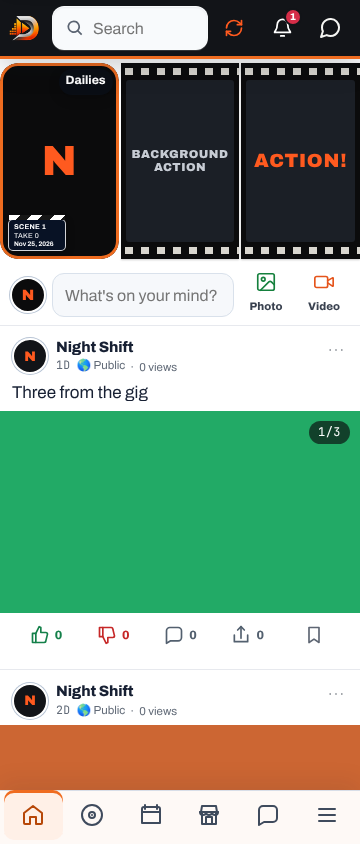 Search
1
Dailies
N
SCENE 1
TAKE 0
Nov 25, 2026
BACKGROUND
ACTION
ACTION!
N
What's on your mind?
Photo
Video
N
Night Shift
1D Public · 0 views
Three from the gig
1/3
0
0
0
0
N
Night Shift
2D Public · 0 views